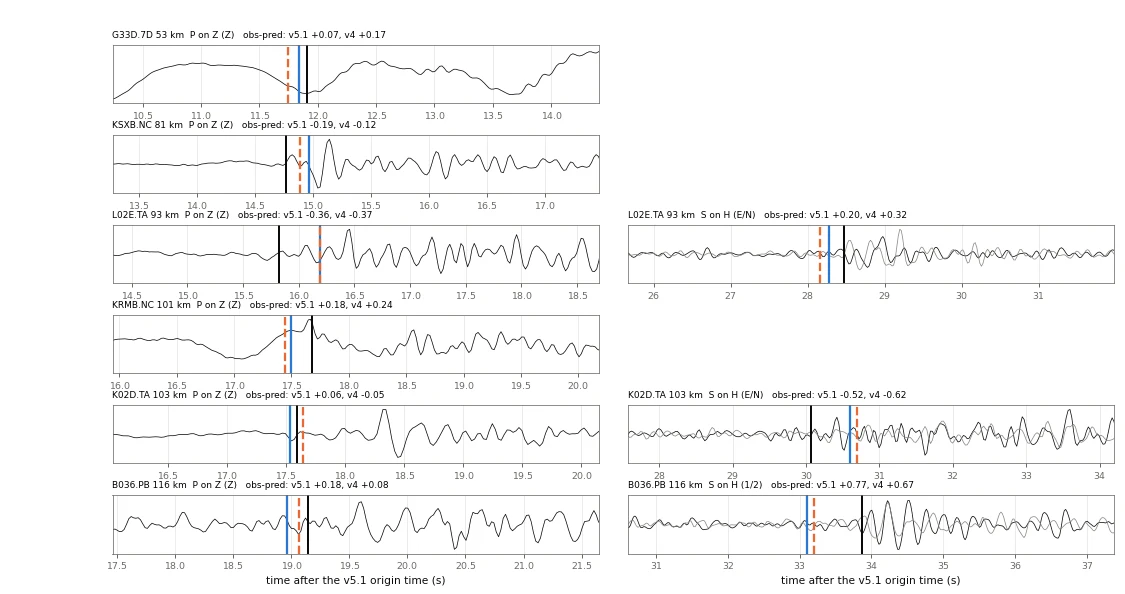 G33D.7D 53 km  P on Z (Z)   obs-pred: v5.1 +0.07, v4 +0.17
10.5 11.0 11.5 12.0 12.5 13.0 13.5 14.0
KSXB.NC 81 km  P on Z (Z)   obs-pred: v5.1 -0.19, v4 -0.12
13.5 14.0 14.5 15.0 15.5 16.0 16.5 17.0
L02E.TA 93 km  P on Z (Z)   obs-pred: v5.1 -0.36, v4 -0.37
14.5 15.0 15.5 16.0 16.5 17.0 17.5 18.0 18.5
L02E.TA 93 km  S on H (E/N)   obs-pred: v5.1 +0.20, v4 +0.32
26 27 28 29 30 31
KRMB.NC 101 km  P on Z (Z)   obs-pred: v5.1 +0.18, v4 +0.24
16.0 16.5 17.0 17.5 18.0 18.5 19.0 19.5 20.0
K02D.TA 103 km  P on Z (Z)   obs-pred: v5.1 +0.06, v4 -0.05
16.5 17.0 17.5 18.0 18.5 19.0 19.5 20.0
K02D.TA 103 km  S on H (E/N)   obs-pred: v5.1 -0.52, v4 -0.62
28 29 30 31 32 33 34
B036.PB 116 km  P on Z (Z)   obs-pred: v5.1 +0.18, v4 +0.08
17.5 18.0 18.5 19.0 19.5 20.0 20.5 21.0 21.5
time after the v5.1 origin time (s)
B036.PB 116 km  S on H (1/2)   obs-pred: v5.1 +0.77, v4 +0.67
31 32 33 34 35 36 37
time after the v5.1 origin time (s)